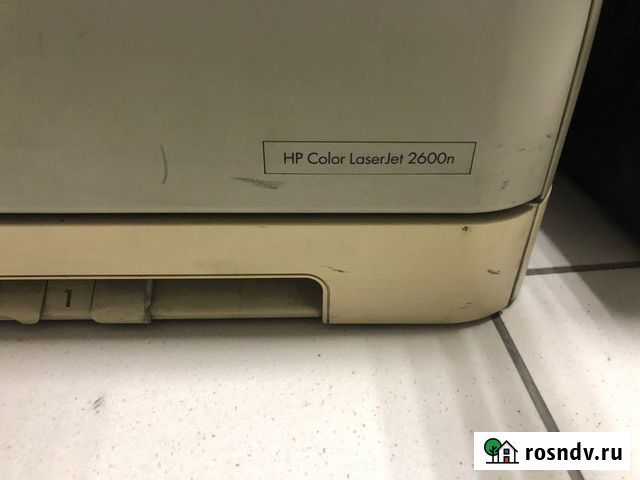 HP Color LaserJet 2600n
1
rosndv.ru